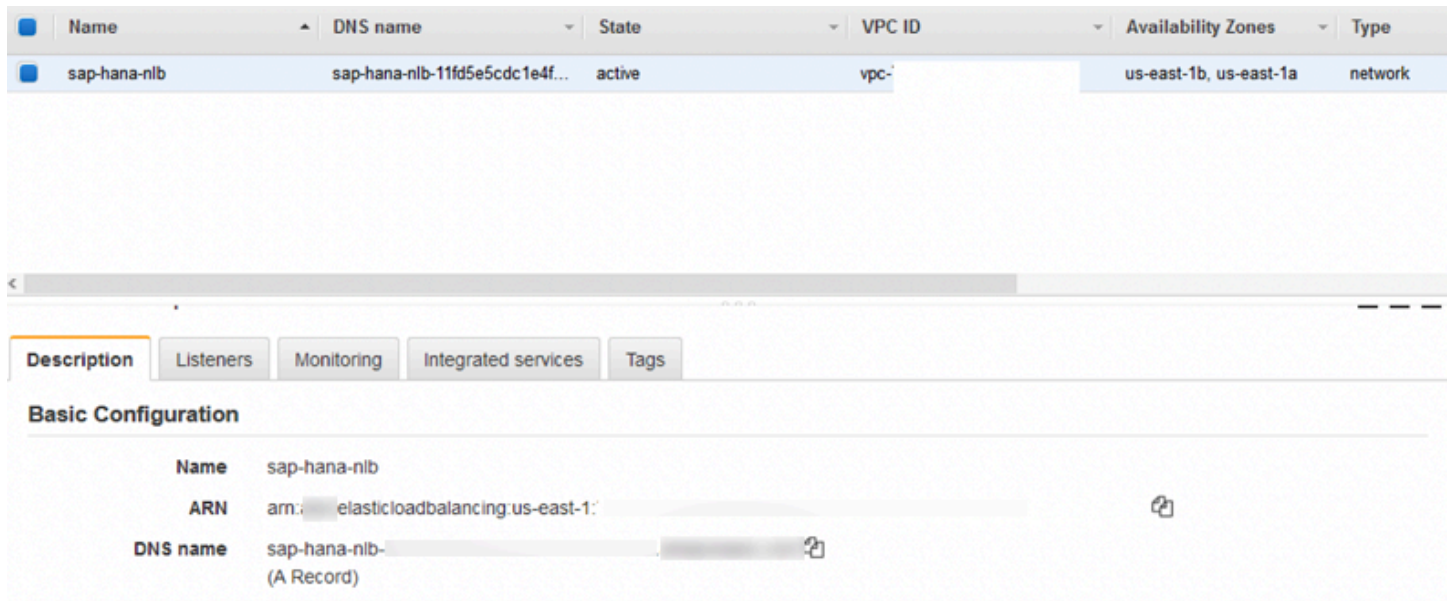 Name DNS name State VPC ID Availability Zones Type
sap-hana-nlb sap-hana-nlb-11fd5e5cdc1e4f... active vpc- us-east-1b, us-east-1a network
Description Listeners Monitoring Integrated services Tags
Basic Configuration
Name sap-hana-nlb
ARN arn: elasticloadbalancing:us-east-1:
DNS name sap-hana-nlb-
(A Record)